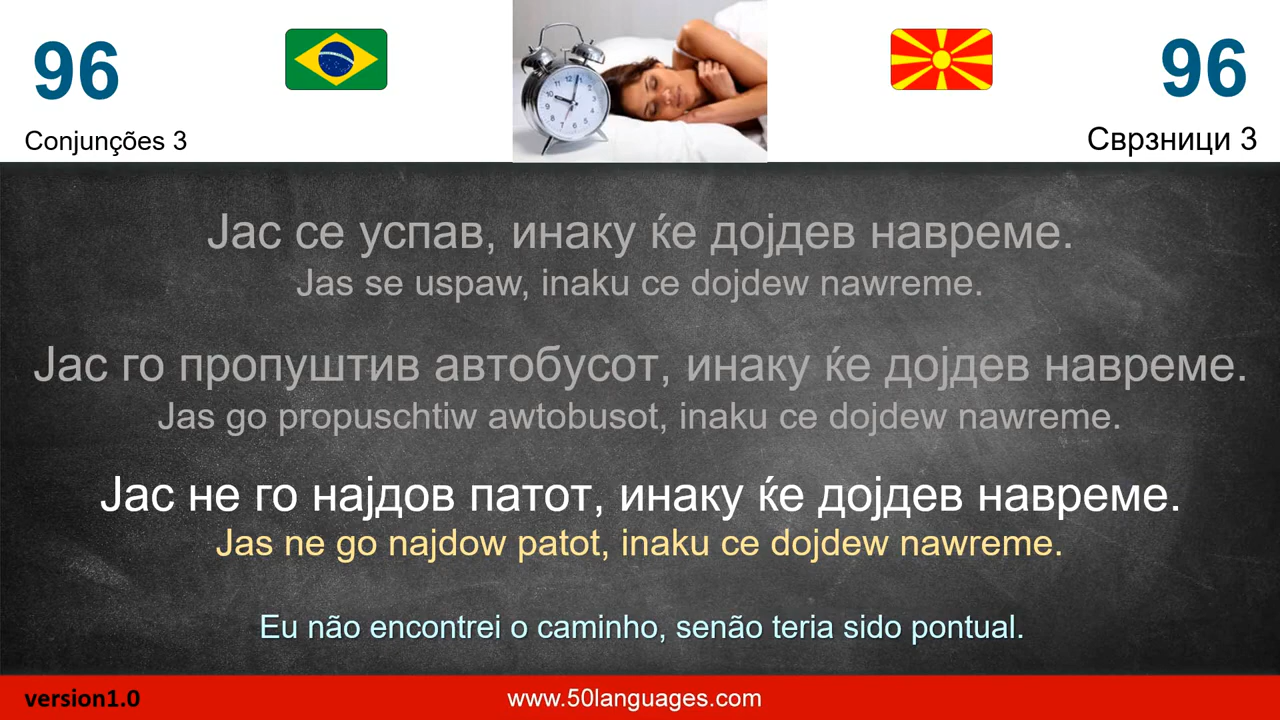 96
96
Conjunções 3
Сврзници 3
Јас се успав, инаку ќе дојдев навреме.
Jas se uspaw, inaku ce dojdew nawreme.
Јас го пропуштив автобусот, инаку ќе дојдев навреме.
Jas go propuschtiw awtobusot, inaku ce dojdew nawreme.
Јас не го најдов патот, инаку ќе дојдев навреме.
Jas ne go najdow patot, inaku ce dojdew nawreme.
Eu não encontrei o caminho, senão teria sido pontual.
version1.0
www.50languages.com